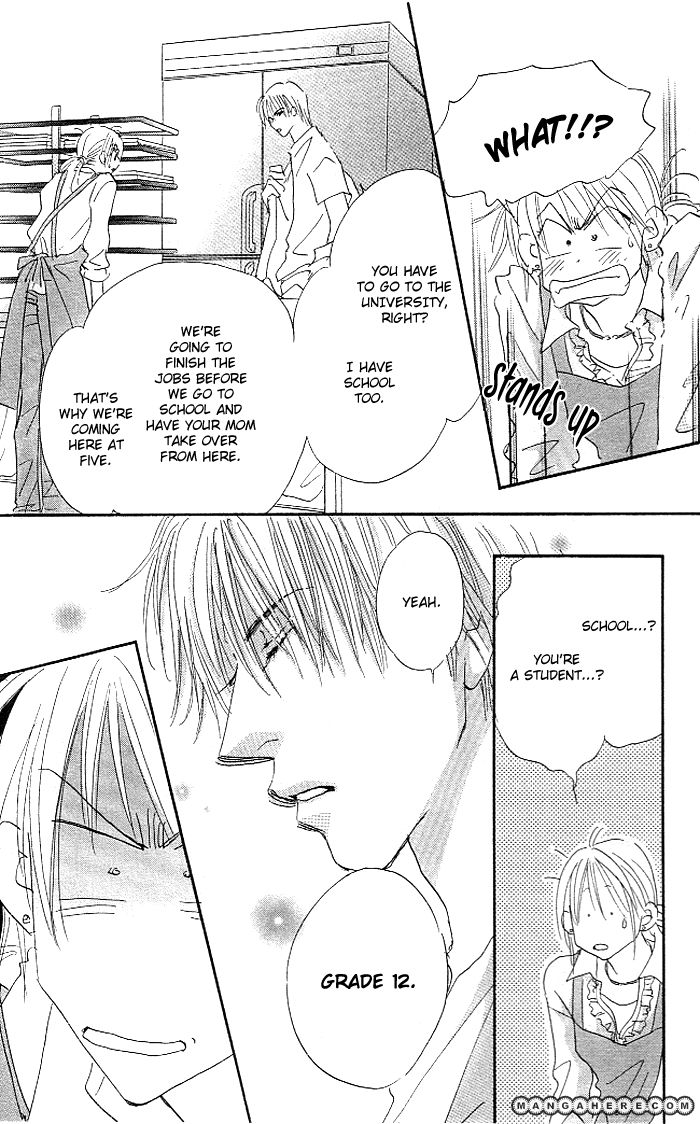 WHAT!!?
stands up
YOU HAVE
TO GO TO THE
UNIVERSITY,
RIGHT?
I HAVE
SCHOOL
TOO.
WE'RE
GOING TO
FINISH THE
JOBS BEFORE
WE GO TO
SCHOOL AND
HAVE YOUR MOM
TAKE OVER
FROM HERE.
THAT'S
WHY WE'RE
COMING
HERE AT
FIVE.
SCHOOL...?
YOU'RE
A STUDENT...?
YEAH.
GRADE 12.
MANGAHERE.COM